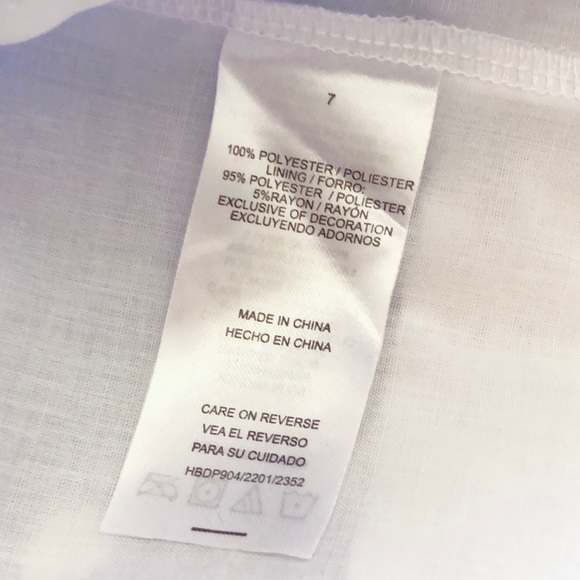 7
100% POLYESTER / POLIESTER
LINING / FORRO:
95% POLYESTER / POLIESTER
5%RAYON / RAYÓN
EXCLUSIVE OF DECORATION
EXCLUYENDO ADORNOS
MADE IN CHINA
HECHO EN CHINA
CARE ON REVERSE
VEA EL REVERSO
PARA SU CUIDADO
HBDP904/2201/2352